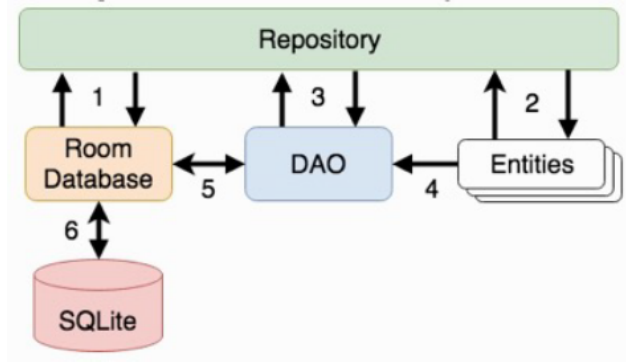 Repository
1
3
2
Room
Database
DAO
Entities
5
4
6
SQLite